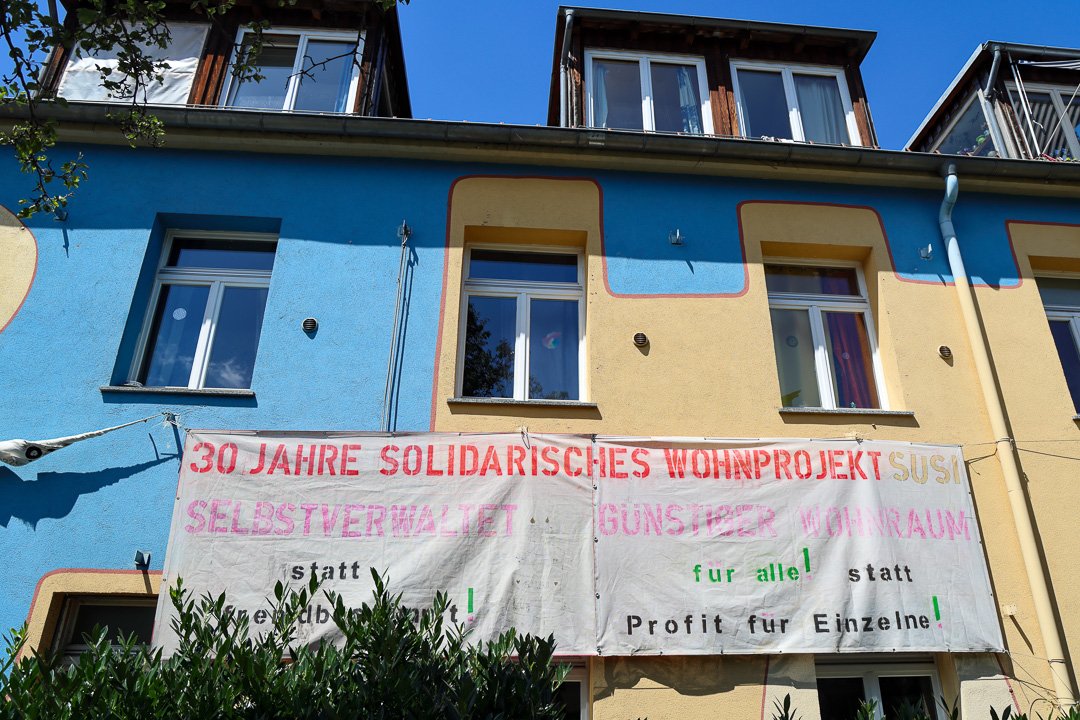 30 JAHRE SOLIDARISCHES WOHNPROJEKT SUSI
SELBSTVERWALTET GÜNSTIGER WOHNRAUM
statt für alle! statt
Profit für Einzelne!